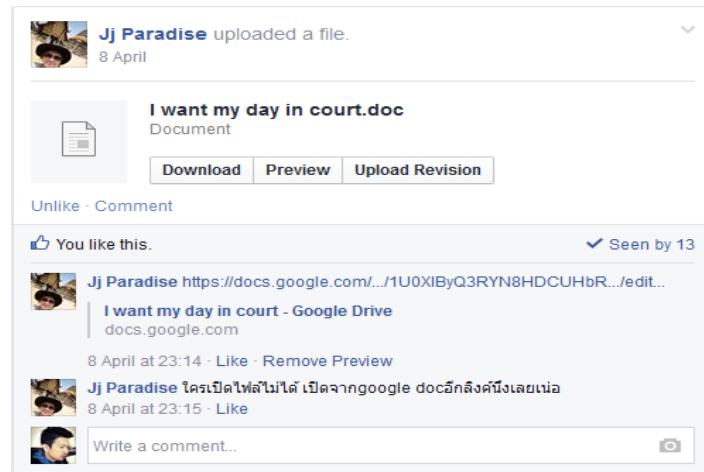 Jj Paradise uploaded a file.
8 April
I want my day in court.doc
Document
Download Preview Upload Revision
Unlike · Comment
You like this. Seen by 13
Jj Paradise https://docs.google.com/.../1U0XIByQ3RYN8HDCUHbR.../edit...
I want my day in court - Google Drive
docs.google.com
8 April at 23:14 · Like · Remove Preview
Jj Paradise ใครเปิดไฟล์ไม่ได้ เปิดจากgoogle docอีกลิงค์นึงเลยเน่อ
8 April at 23:15 · Like
Write a comment...